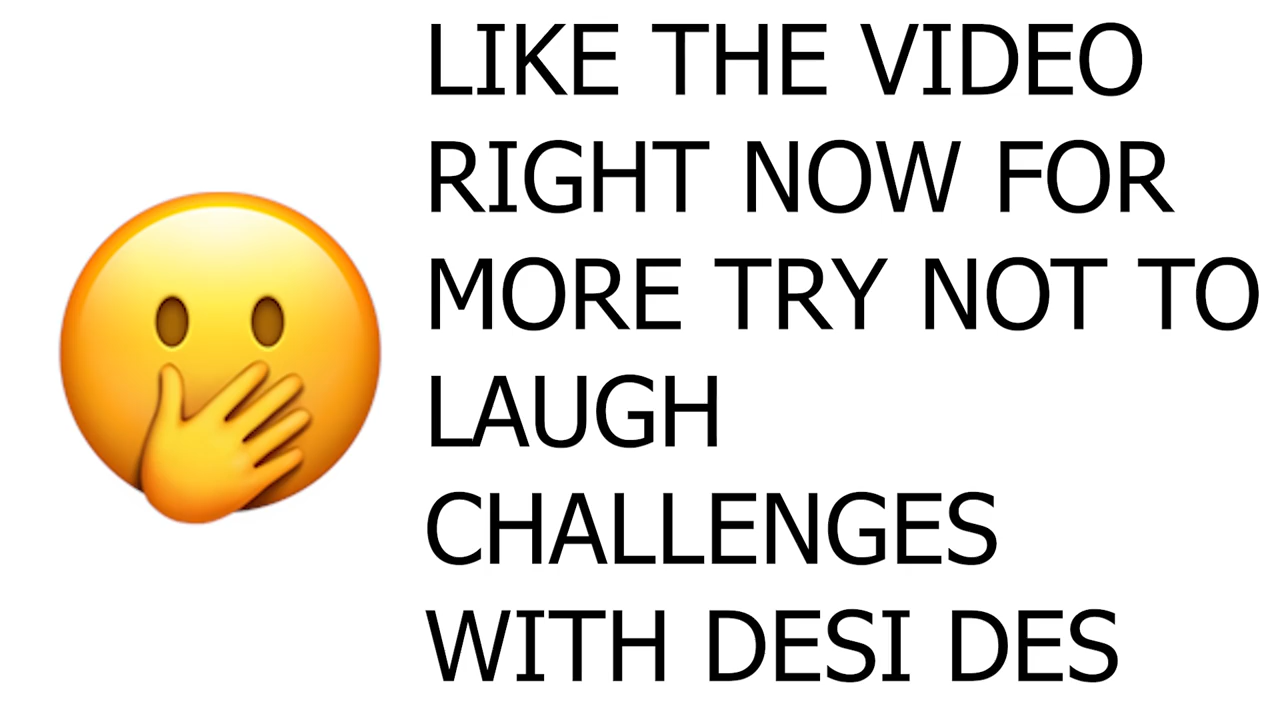 LIKE THE VIDEO
RIGHT NOW FOR
MORE TRY NOT TO
LAUGH
CHALLENGES
WITH DESI DES